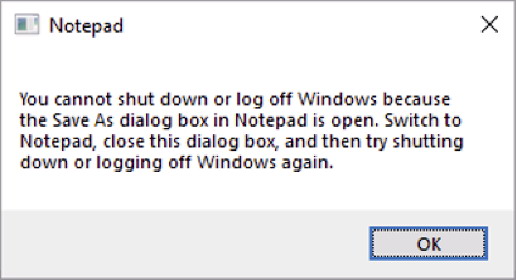 Notepad
You cannot shut down or log off Windows because
the Save As dialog box in Notepad is open. Switch to
Notepad, close this dialog box, and then try shutting
down or logging off Windows again.
OK